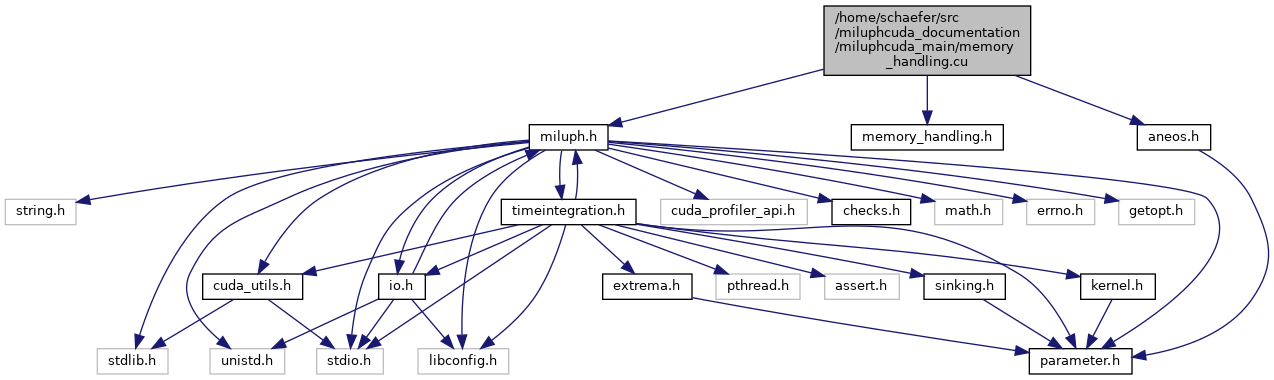 /home/schaefer/src
/miluphcuda_documentation
/miluphcuda_main/memory
_handling.cu
miluph.h
memory_handling.h
aneos.h
string.h
timeintegration.h
cuda_profiler_api.h
checks.h
math.h
errno.h
getopt.h
cuda_utils.h
io.h
extrema.h
pthread.h
assert.h
sinking.h
kernel.h
stdlib.h
unistd.h
stdio.h
libconfig.h
parameter.h